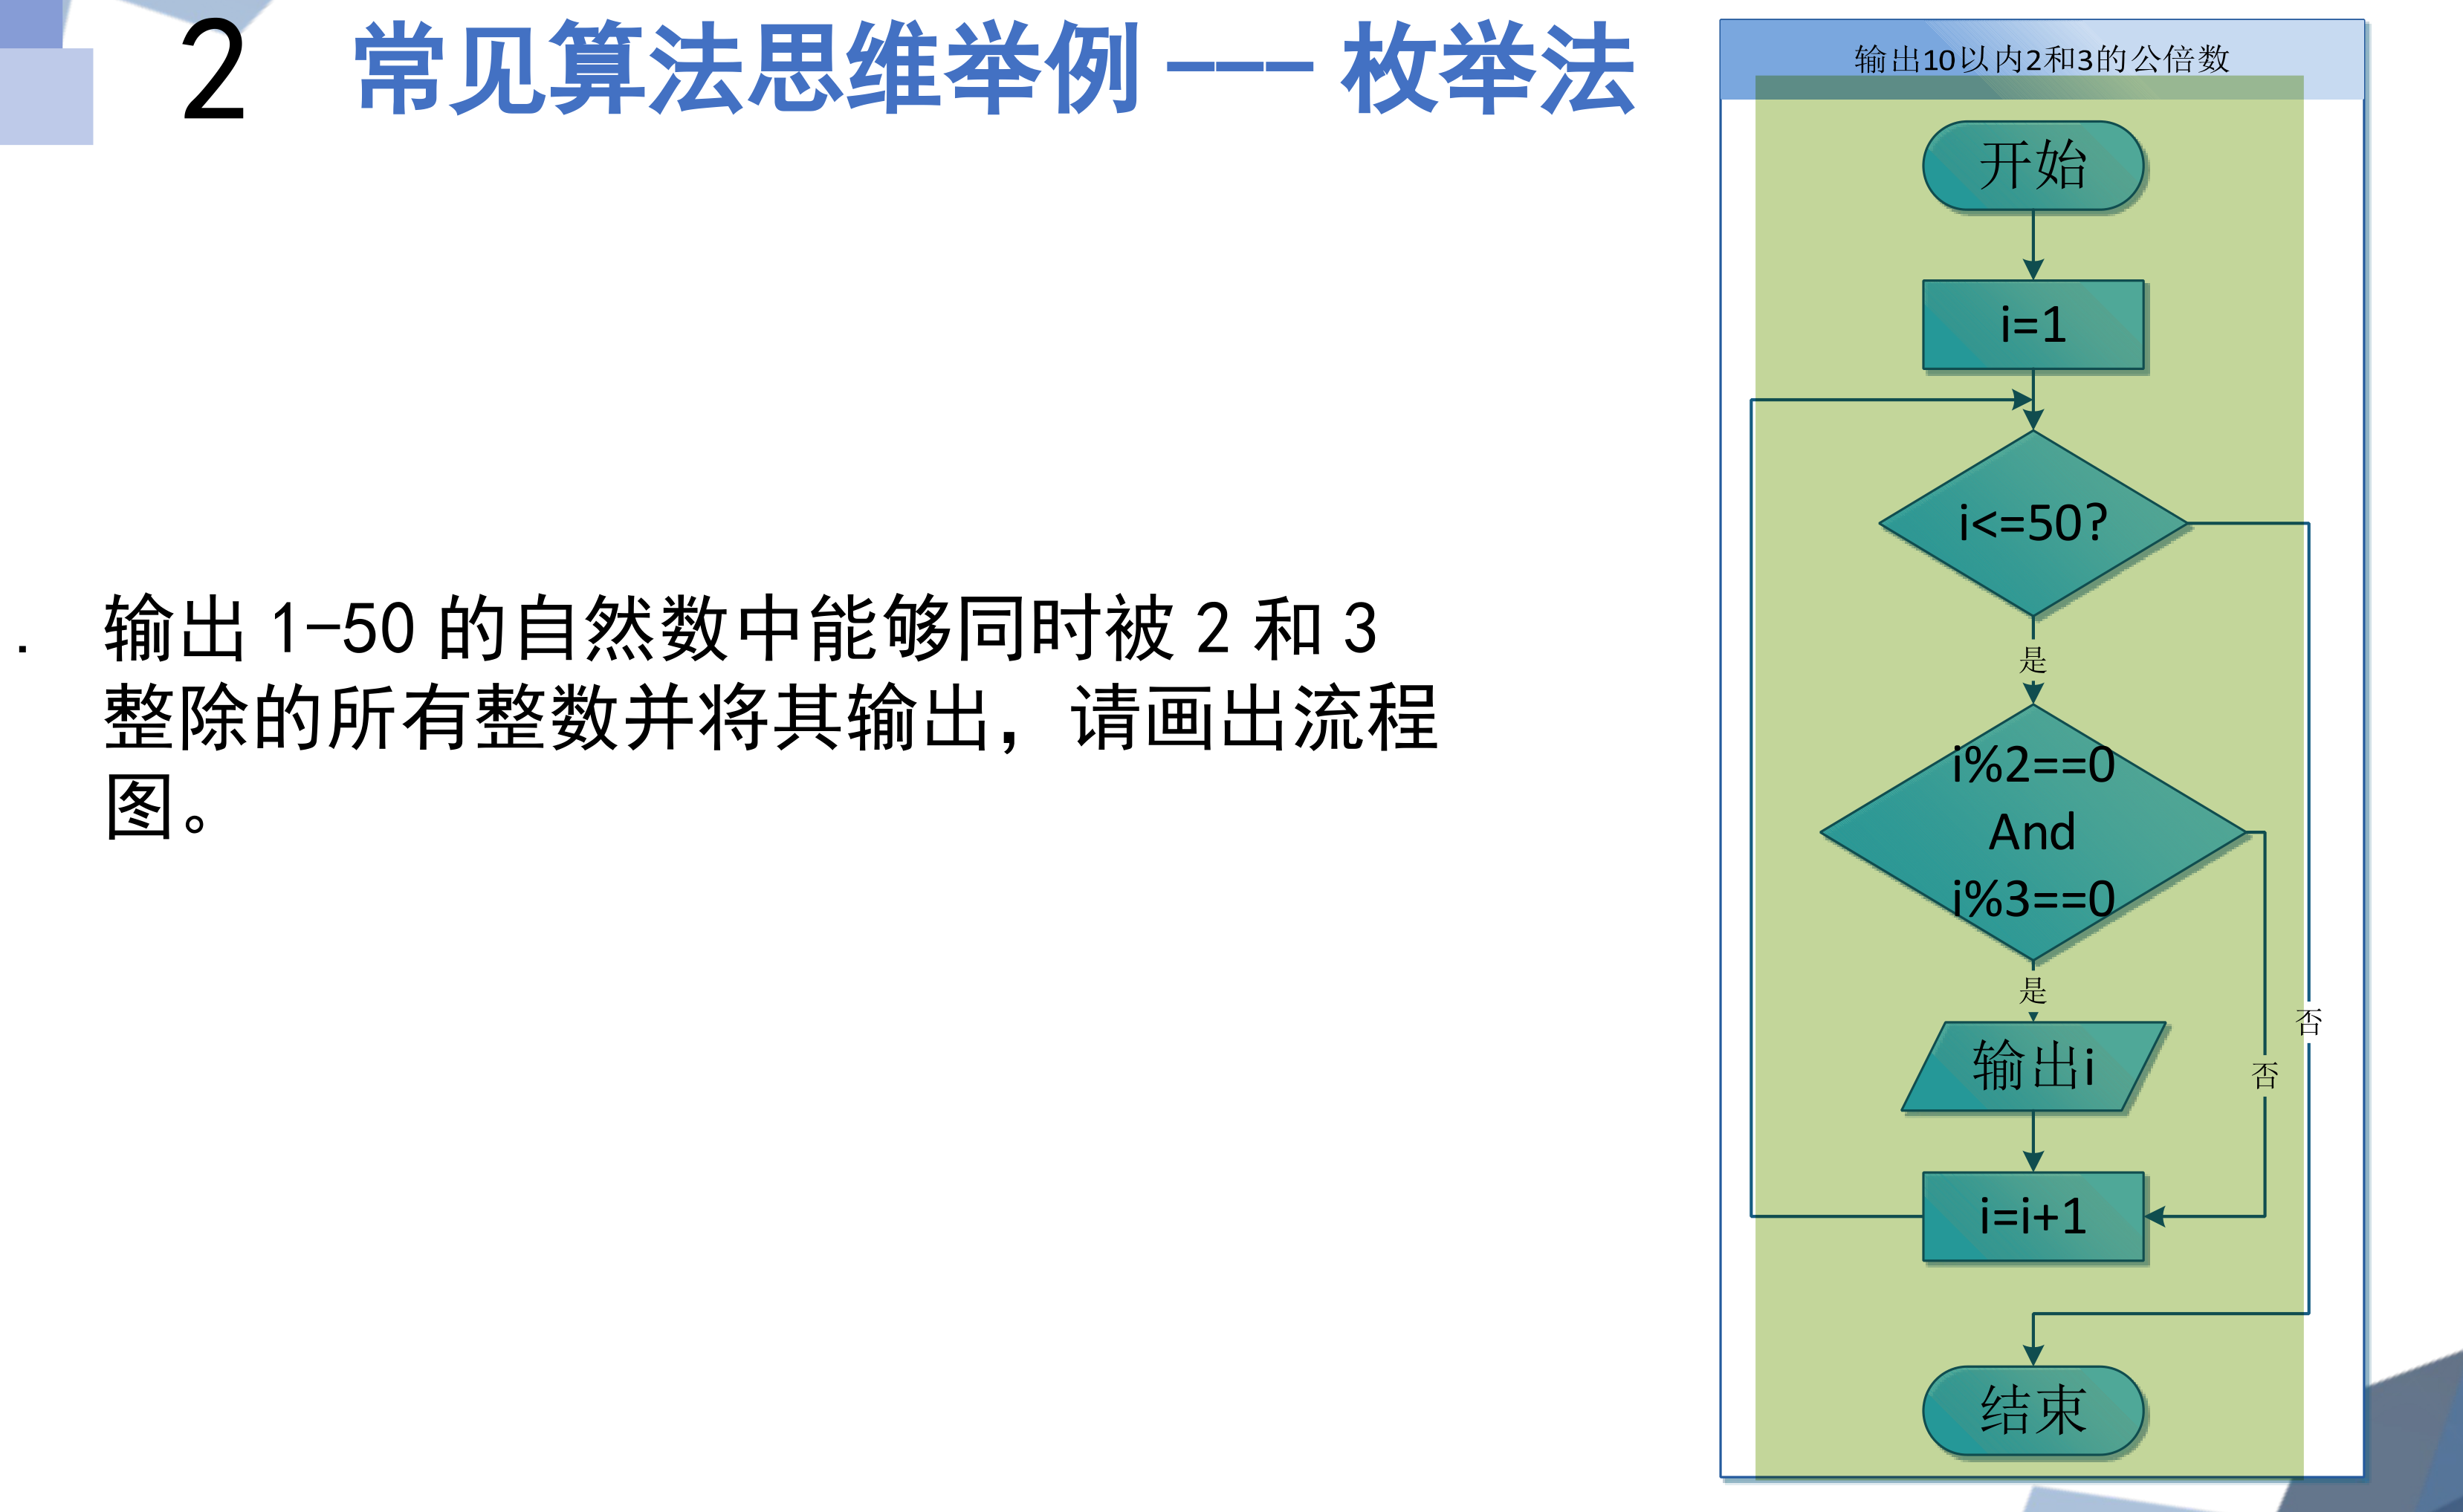 2 常见算法思维举例 ——— 枚举法
. 输出 1-50 的自然数中能够同时被 2 和 3
整除的所有整数并将其输出，请画出流程
图。
输出10以内2和3的公倍数
开始
i=1
i<=50?
是
i%2==0
And
i%3==0
是
否
输出i
否
i=i+1
结束